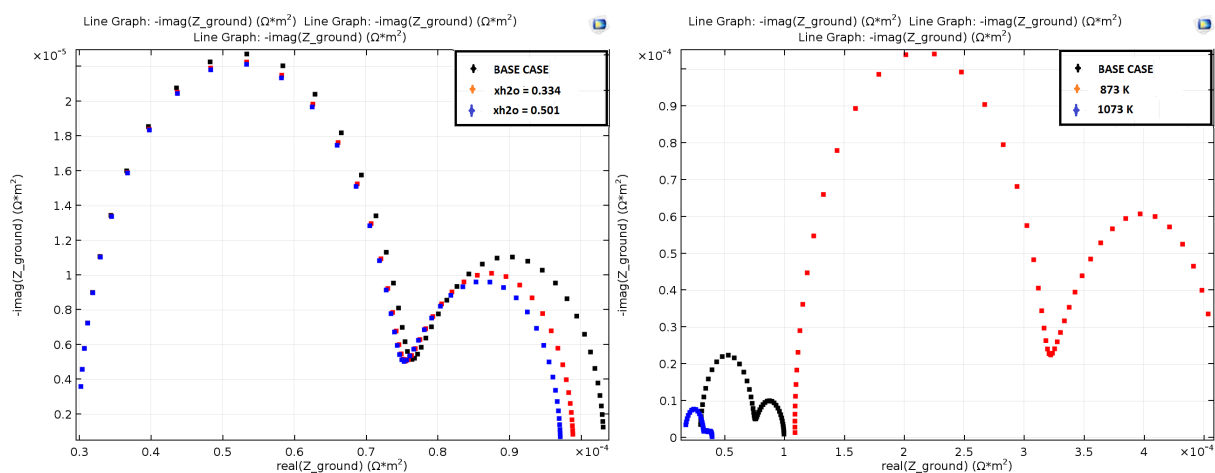 Line Graph: -imag(Z_ground) (Ω*m²) Line Graph: -imag(Z_ground) (Ω*m²)
Line Graph: -imag(Z_ground) (Ω*m²)
×10⁻⁵
-imag(Z_ground) (Ω*m²)
2
1.8
1.6
1.4
1.2
1
0.8
0.6
0.4
0.2
BASE CASE
xh2o = 0.334
xh2o = 0.501
0.3 0.4 0.5 0.6 0.7 0.8 0.9 ×10⁻⁴
real(Z_ground) (Ω*m²)
Line Graph: -imag(Z_ground) (Ω*m²) Line Graph: -imag(Z_ground) (Ω*m²)
Line Graph: -imag(Z_ground) (Ω*m²)
×10⁻⁴
-imag(Z_ground) (Ω*m²)
1
0.9
0.8
0.7
0.6
0.5
0.4
0.3
0.2
0.1
0
BASE CASE
873 K
1073 K
0.5 1 1.5 2 2.5 3 3.5 4 ×10⁻⁴
real(Z_ground) (Ω*m²)